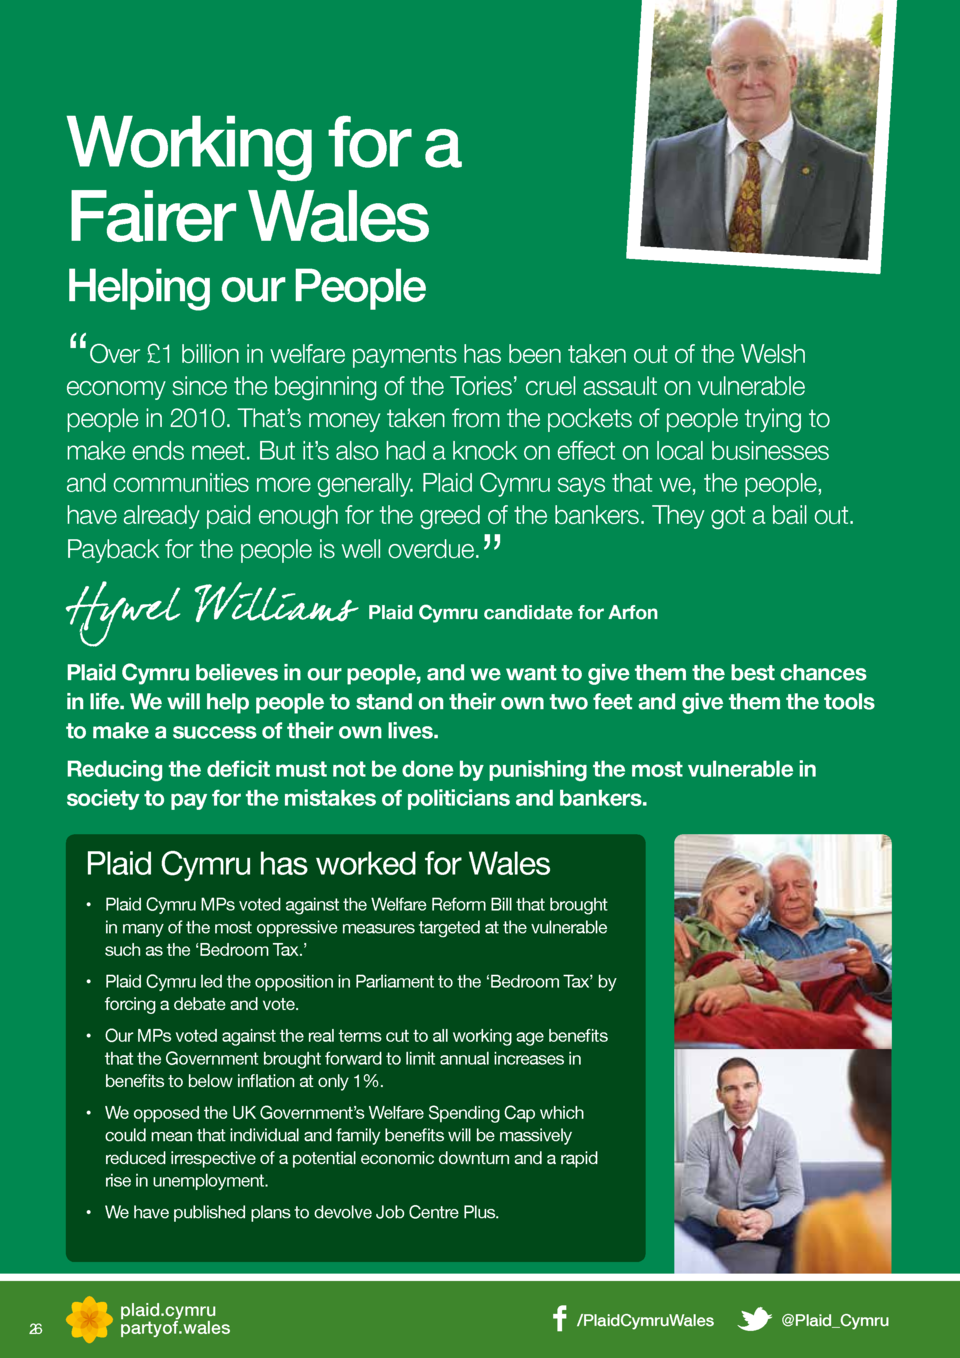 Working for a
Fairer Wales
Helping our People
“Over £1 billion in welfare payments has been taken out of the Welsh
economy since the beginning of the Tories’ cruel assault on vulnerable
people in 2010. That’s money taken from the pockets of people trying to
make ends meet. But it’s also had a knock on effect on local businesses
and communities more generally. Plaid Cymru says that we, the people,
have already paid enough for the greed of the bankers. They got a bail out.
Payback for the people is well overdue.”
Hywel Williams Plaid Cymru candidate for Arfon
Plaid Cymru believes in our people, and we want to give them the best chances
in life. We will help people to stand on their own two feet and give them the tools
to make a success of their own lives.
Reducing the deficit must not be done by punishing the most vulnerable in
society to pay for the mistakes of politicians and bankers.
Plaid Cymru has worked for Wales
• Plaid Cymru MPs voted against the Welfare Reform Bill that brought
in many of the most oppressive measures targeted at the vulnerable
such as the ‘Bedroom Tax.’
• Plaid Cymru led the opposition in Parliament to the ‘Bedroom Tax’ by
forcing a debate and vote.
• Our MPs voted against the real terms cut to all working age benefits
that the Government brought forward to limit annual increases in
benefits to below inflation at only 1%.
• We opposed the UK Government’s Welfare Spending Cap which
could mean that individual and family benefits will be massively
reduced irrespective of a potential economic downturn and a rapid
rise in unemployment.
• We have published plans to devolve Job Centre Plus.
26
plaid.cymru
partyof.wales
/PlaidCymruWales
@Plaid_Cymru